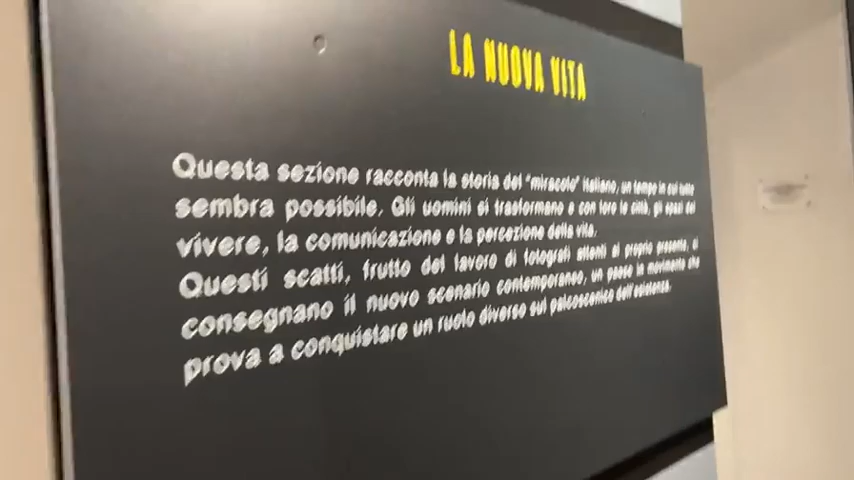 LA NUOVA VITA
Questa sezione racconta la storia del "miracolo" italiano, un tempo in cui tutto
sembra possibile. Gli uomini si trasformano e con loro le città, gli spazi del
vivere, la comunicazione e la percezione della vita.
Questi scatti, frutto del lavoro di fotografi attenti al proprio presente, ci
consegnano il nuovo scenario contemporaneo, un paese in movimento che
prova a conquistare un ruolo diverso sul palcoscenico dell'esistenza.